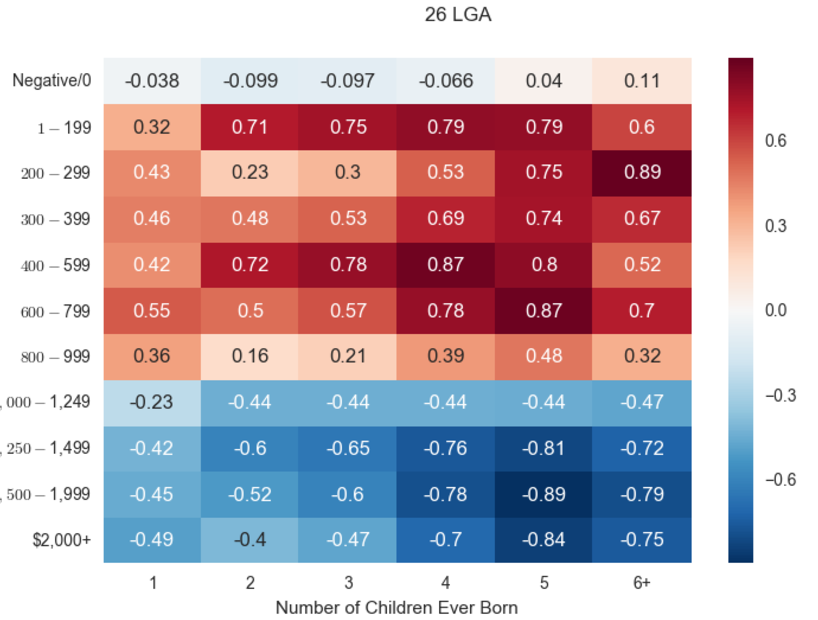 26 LGA
Negative/0 -0.038 -0.099 -0.097 -0.066 0.04 0.11
1 − 199 0.32 0.71 0.75 0.79 0.79 0.6
200 − 299 0.43 0.23 0.3 0.53 0.75 0.89
300 − 399 0.46 0.48 0.53 0.69 0.74 0.67
400 − 599 0.42 0.72 0.78 0.87 0.8 0.52
600 − 799 0.55 0.5 0.57 0.78 0.87 0.7
800 − 999 0.36 0.16 0.21 0.39 0.48 0.32
, 000 − 1,249 -0.23 -0.44 -0.44 -0.44 -0.44 -0.47
, 250 − 1,499 -0.42 -0.6 -0.65 -0.76 -0.81 -0.72
, 500 − 1,999 -0.45 -0.52 -0.6 -0.78 -0.89 -0.79
$2,000+ -0.49 -0.4 -0.47 -0.7 -0.84 -0.75
1 2 3 4 5 6+
Number of Children Ever Born
0.6
0.3
0.0
−0.3
−0.6